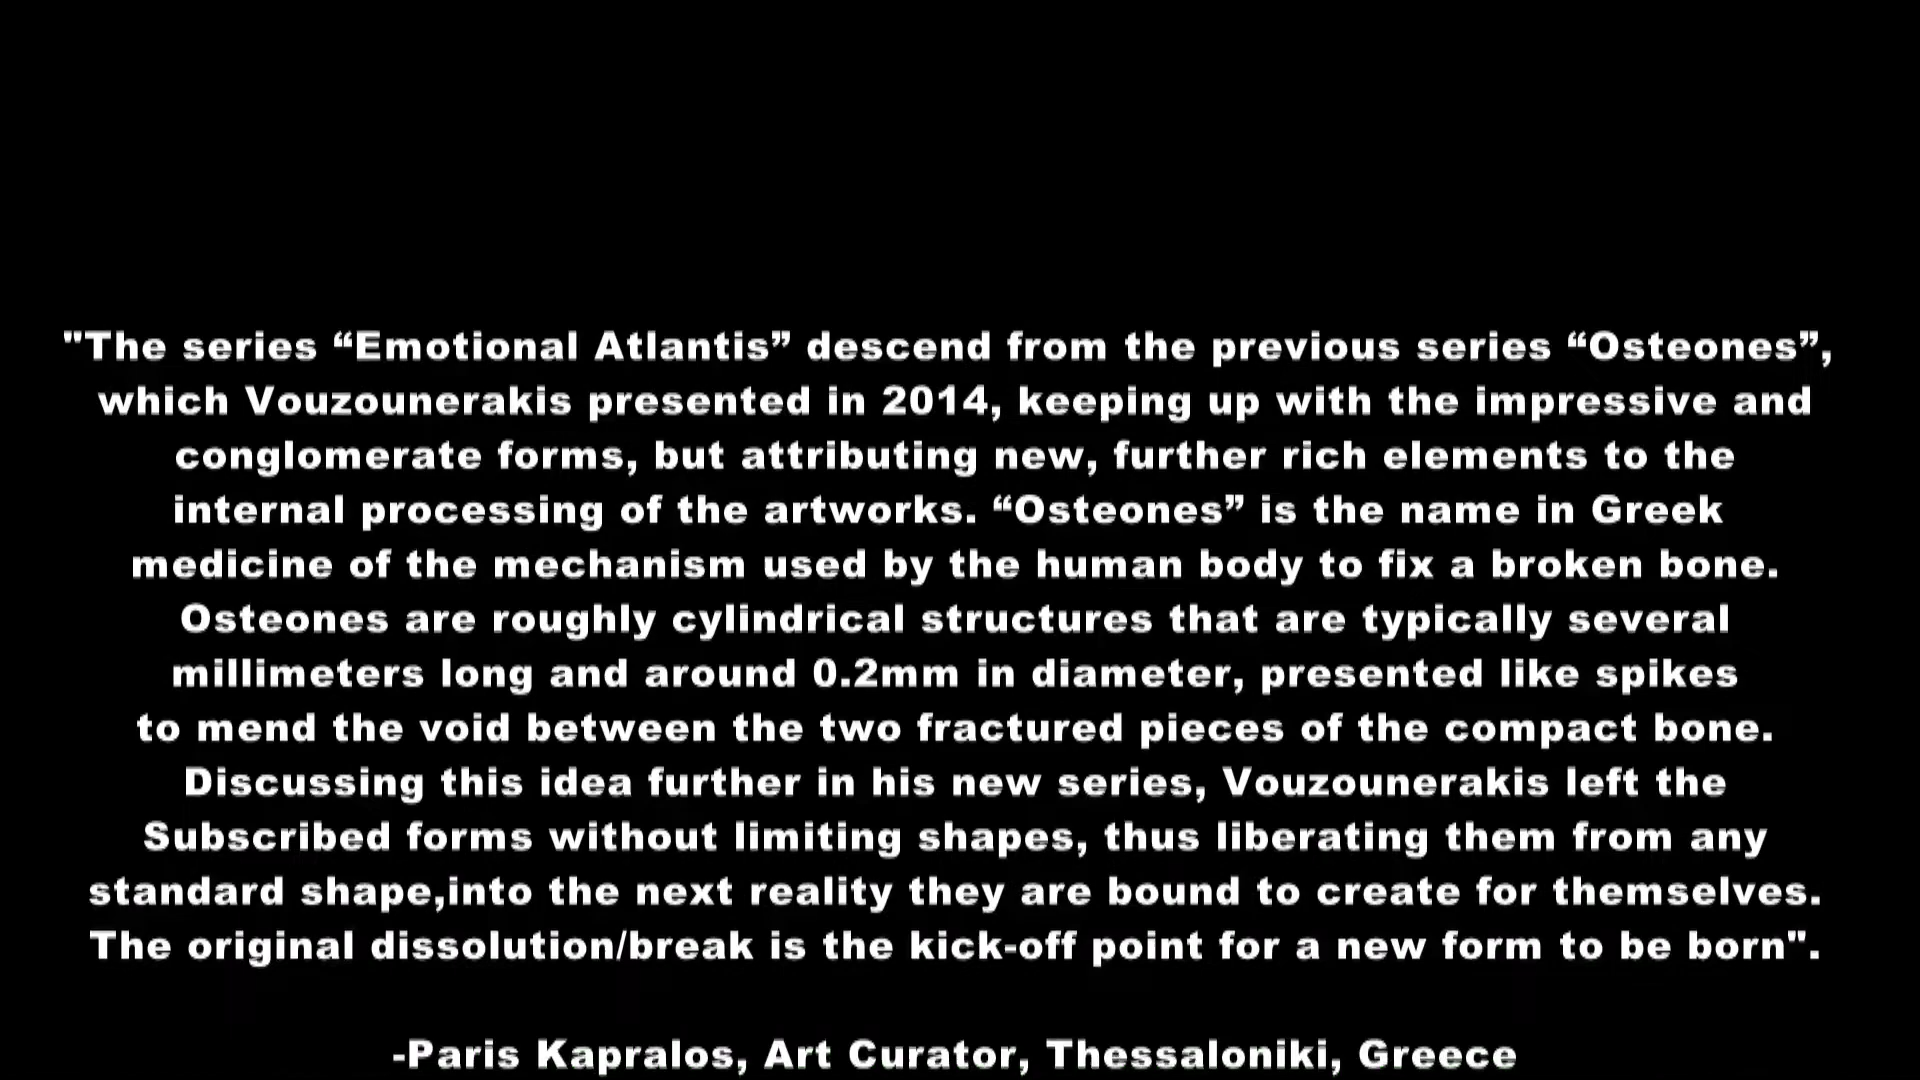 "The series “Emotional Atlantis” descend from the previous series “Osteones”,
which Vouzounerakis presented in 2014, keeping up with the impressive and
conglomerate forms, but attributing new, further rich elements to the
internal processing of the artworks. “Osteones” is the name in Greek
medicine of the mechanism used by the human body to fix a broken bone.
Osteones are roughly cylindrical structures that are typically several
millimeters long and around 0.2mm in diameter, presented like spikes
to mend the void between the two fractured pieces of the compact bone.
Discussing this idea further in his new series, Vouzounerakis left the
Subscribed forms without limiting shapes, thus liberating them from any
standard shape,into the next reality they are bound to create for themselves.
The original dissolution/break is the kick-off point for a new form to be born".
-Paris Kapralos, Art Curator, Thessaloniki, Greece